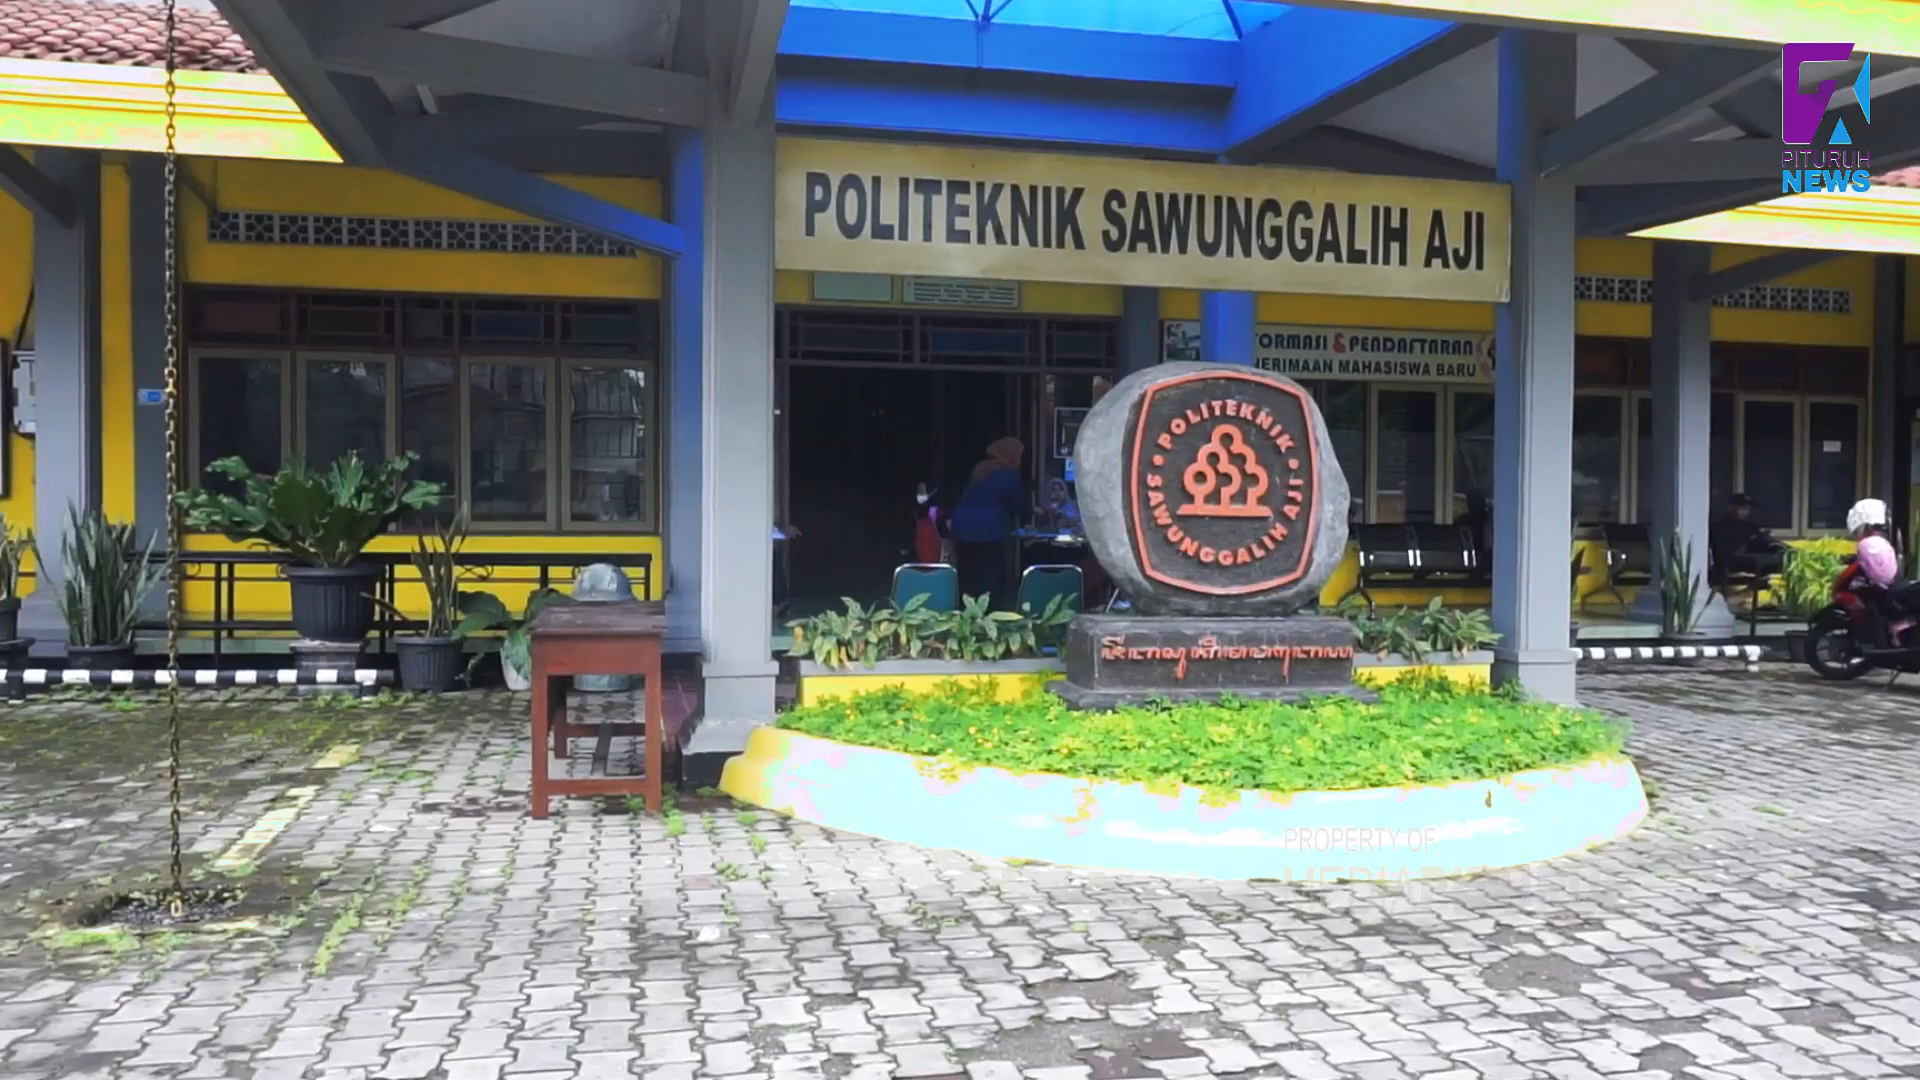 PITURUH
NEWS
POLITEKNIK SAWUNGGALIH AJI
FORMASI & PENDAFTARAN
ERIMAAN MAHASISWA BARU
POLITEKNIK
SAWUNGGALIH AJI
PROPERTY OF